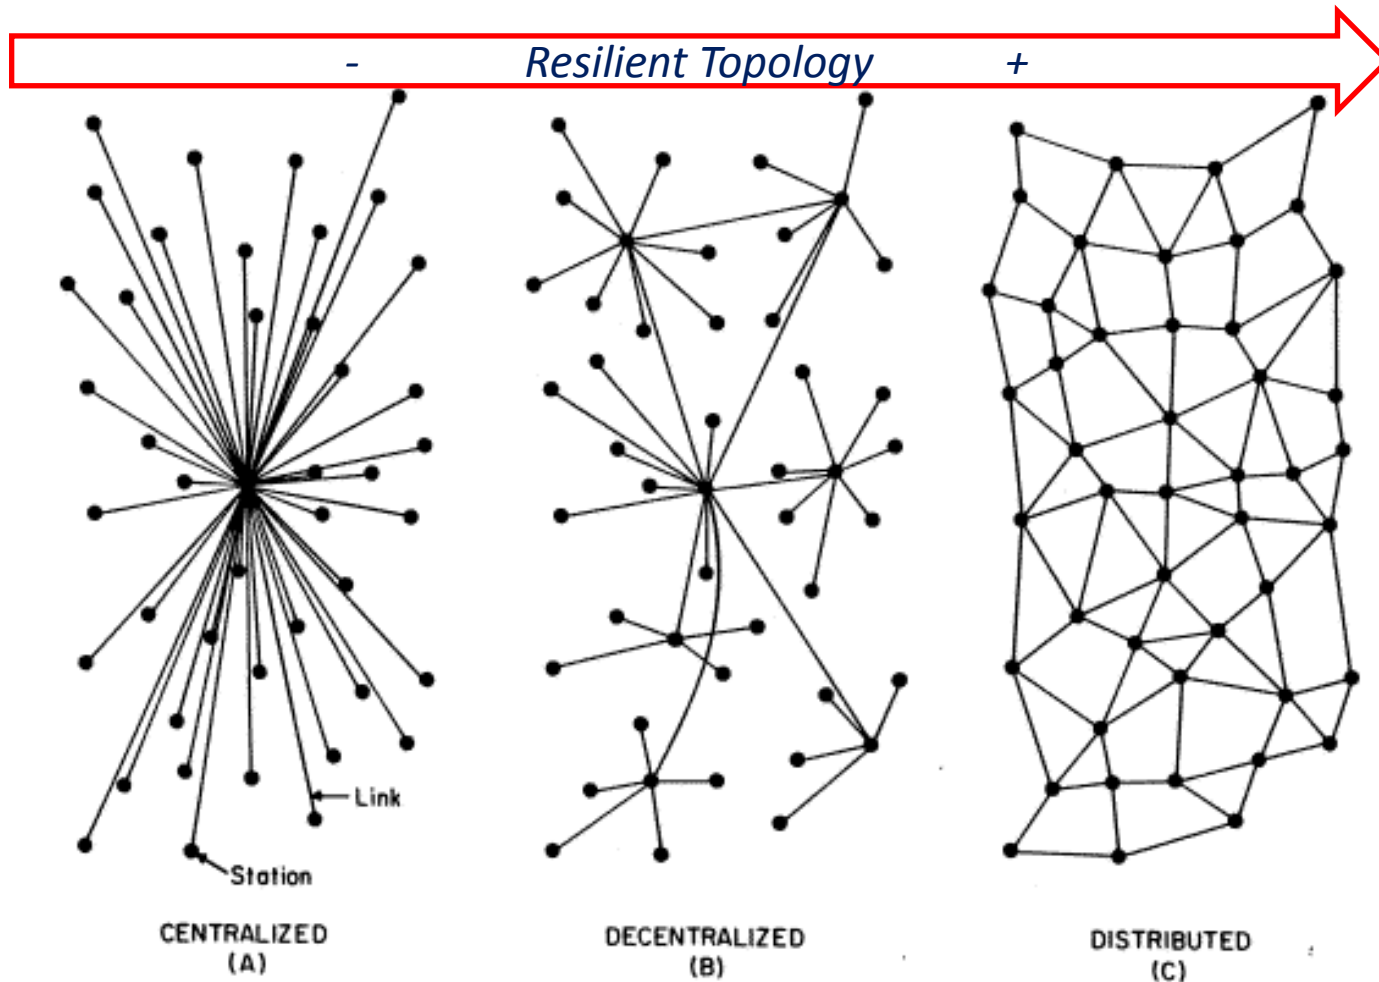 - Resilient Topology +
Link
Station
CENTRALIZED
(A)
DECENTRALIZED
(B)
DISTRIBUTED
(C)